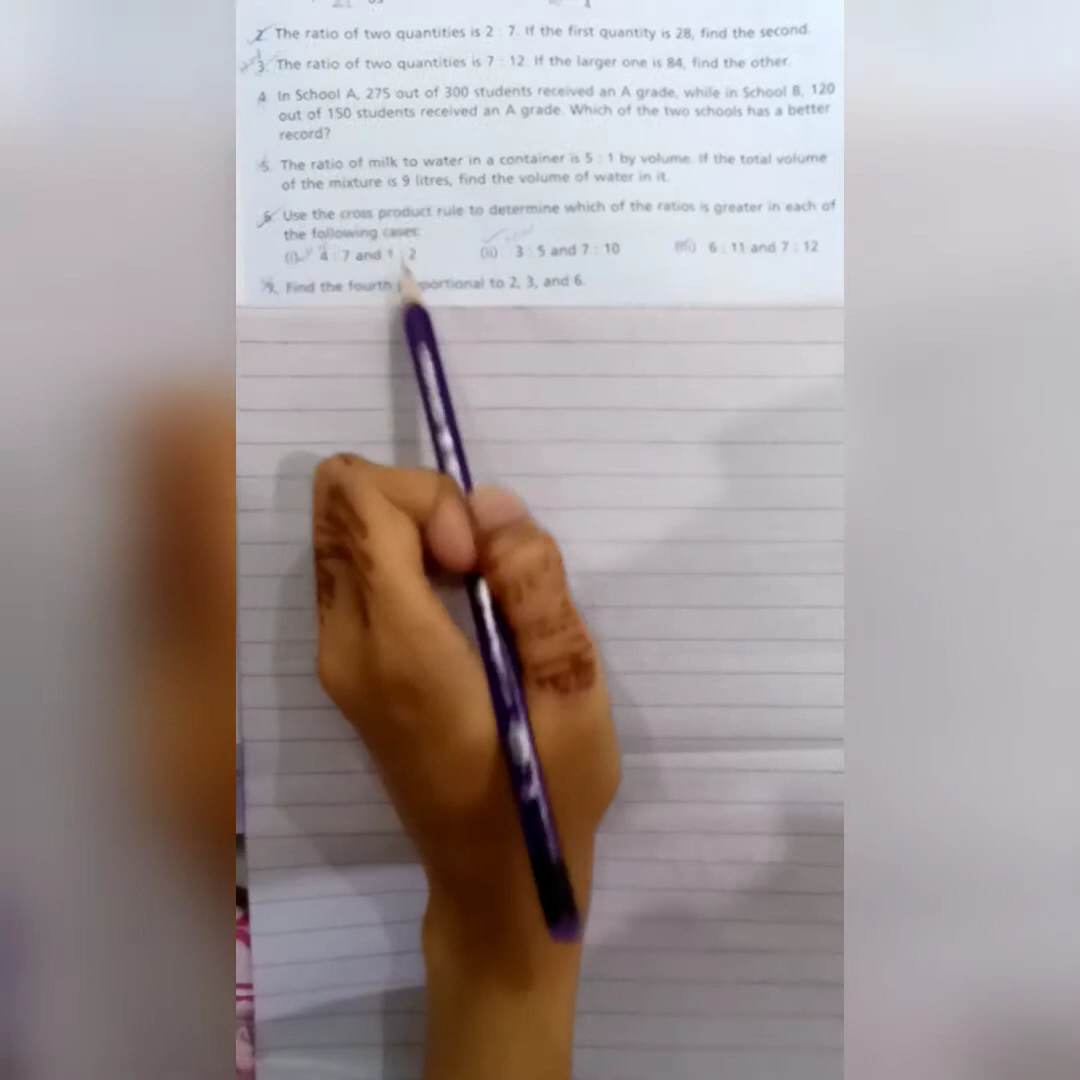 2. The ratio of two quantities is 2 : 7. If the first quantity is 28, find the second.
3. The ratio of two quantities is 7 : 12. If the larger one is 84, find the other.
4. In School A, 275 out of 300 students received an A grade, while in School B, 120
out of 150 students received an A grade. Which of the two schools has a better
record?
5. The ratio of milk to water in a container is 5 : 1 by volume. If the total volume
of the mixture is 9 litres, find the volume of water in it.
6. Use the cross product rule to determine which of the ratios is greater in each of
the following cases:
(i) 4 : 7 and 1 : 2 (ii) 3 : 5 and 7 : 10 (iii) 6 : 11 and 7 : 12
Find the fourth proportional to 2, 3, and 6.